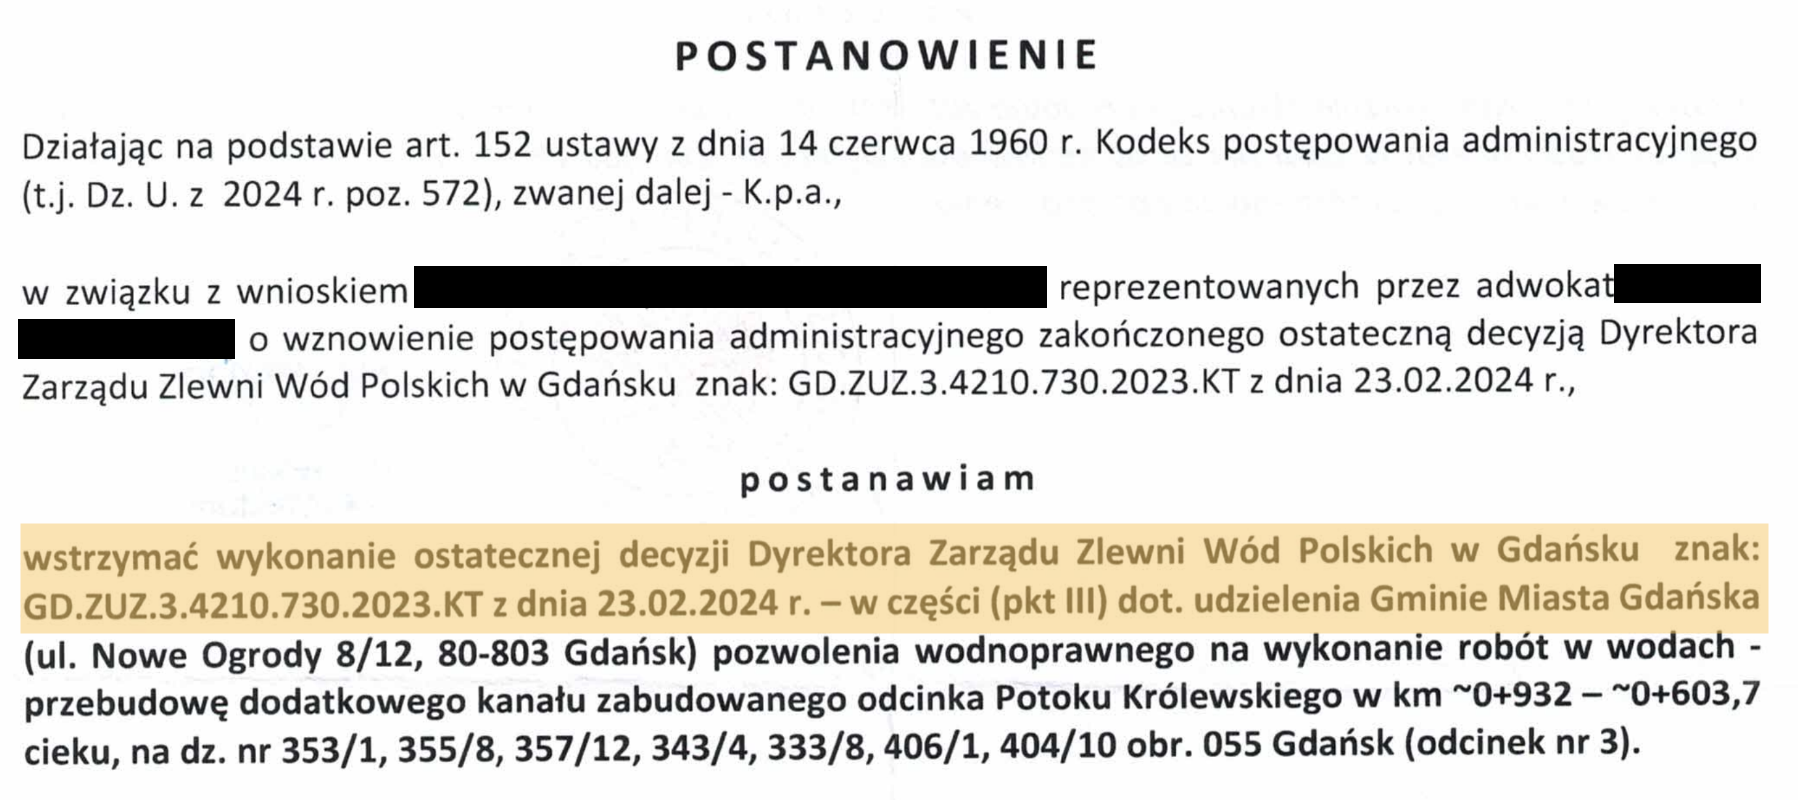 POSTANOWIENIE
Działając na podstawie art. 152 ustawy z dnia 14 czerwca 1960 r. Kodeks postępowania administracyjnego
(t.j. Dz. U. z 2024 r. poz. 572), zwanej dalej - K.p.a.,
w związku z wnioskiem reprezentowanych przez adwokat
o wznowienie postępowania administracyjnego zakończonego ostateczną decyzją Dyrektora
Zarządu Zlewni Wód Polskich w Gdańsku znak: GD.ZUZ.3.4210.730.2023.KT z dnia 23.02.2024 r.,
postanawiam
wstrzymać wykonanie ostatecznej decyzji Dyrektora Zarządu Zlewni Wód Polskich w Gdańsku znak:
GD.ZUZ.3.4210.730.2023.KT z dnia 23.02.2024 r. – w części (pkt III) dot. udzielenia Gminie Miasta Gdańska
(ul. Nowe Ogrody 8/12, 80-803 Gdańsk) pozwolenia wodnoprawnego na wykonanie robót w wodach -
przebudowę dodatkowego kanału zabudowanego odcinka Potoku Królewskiego w km ~0+932 – ~0+603,7
cieku, na dz. nr 353/1, 355/8, 357/12, 343/4, 333/8, 406/1, 404/10 obr. 055 Gdańsk (odcinek nr 3).